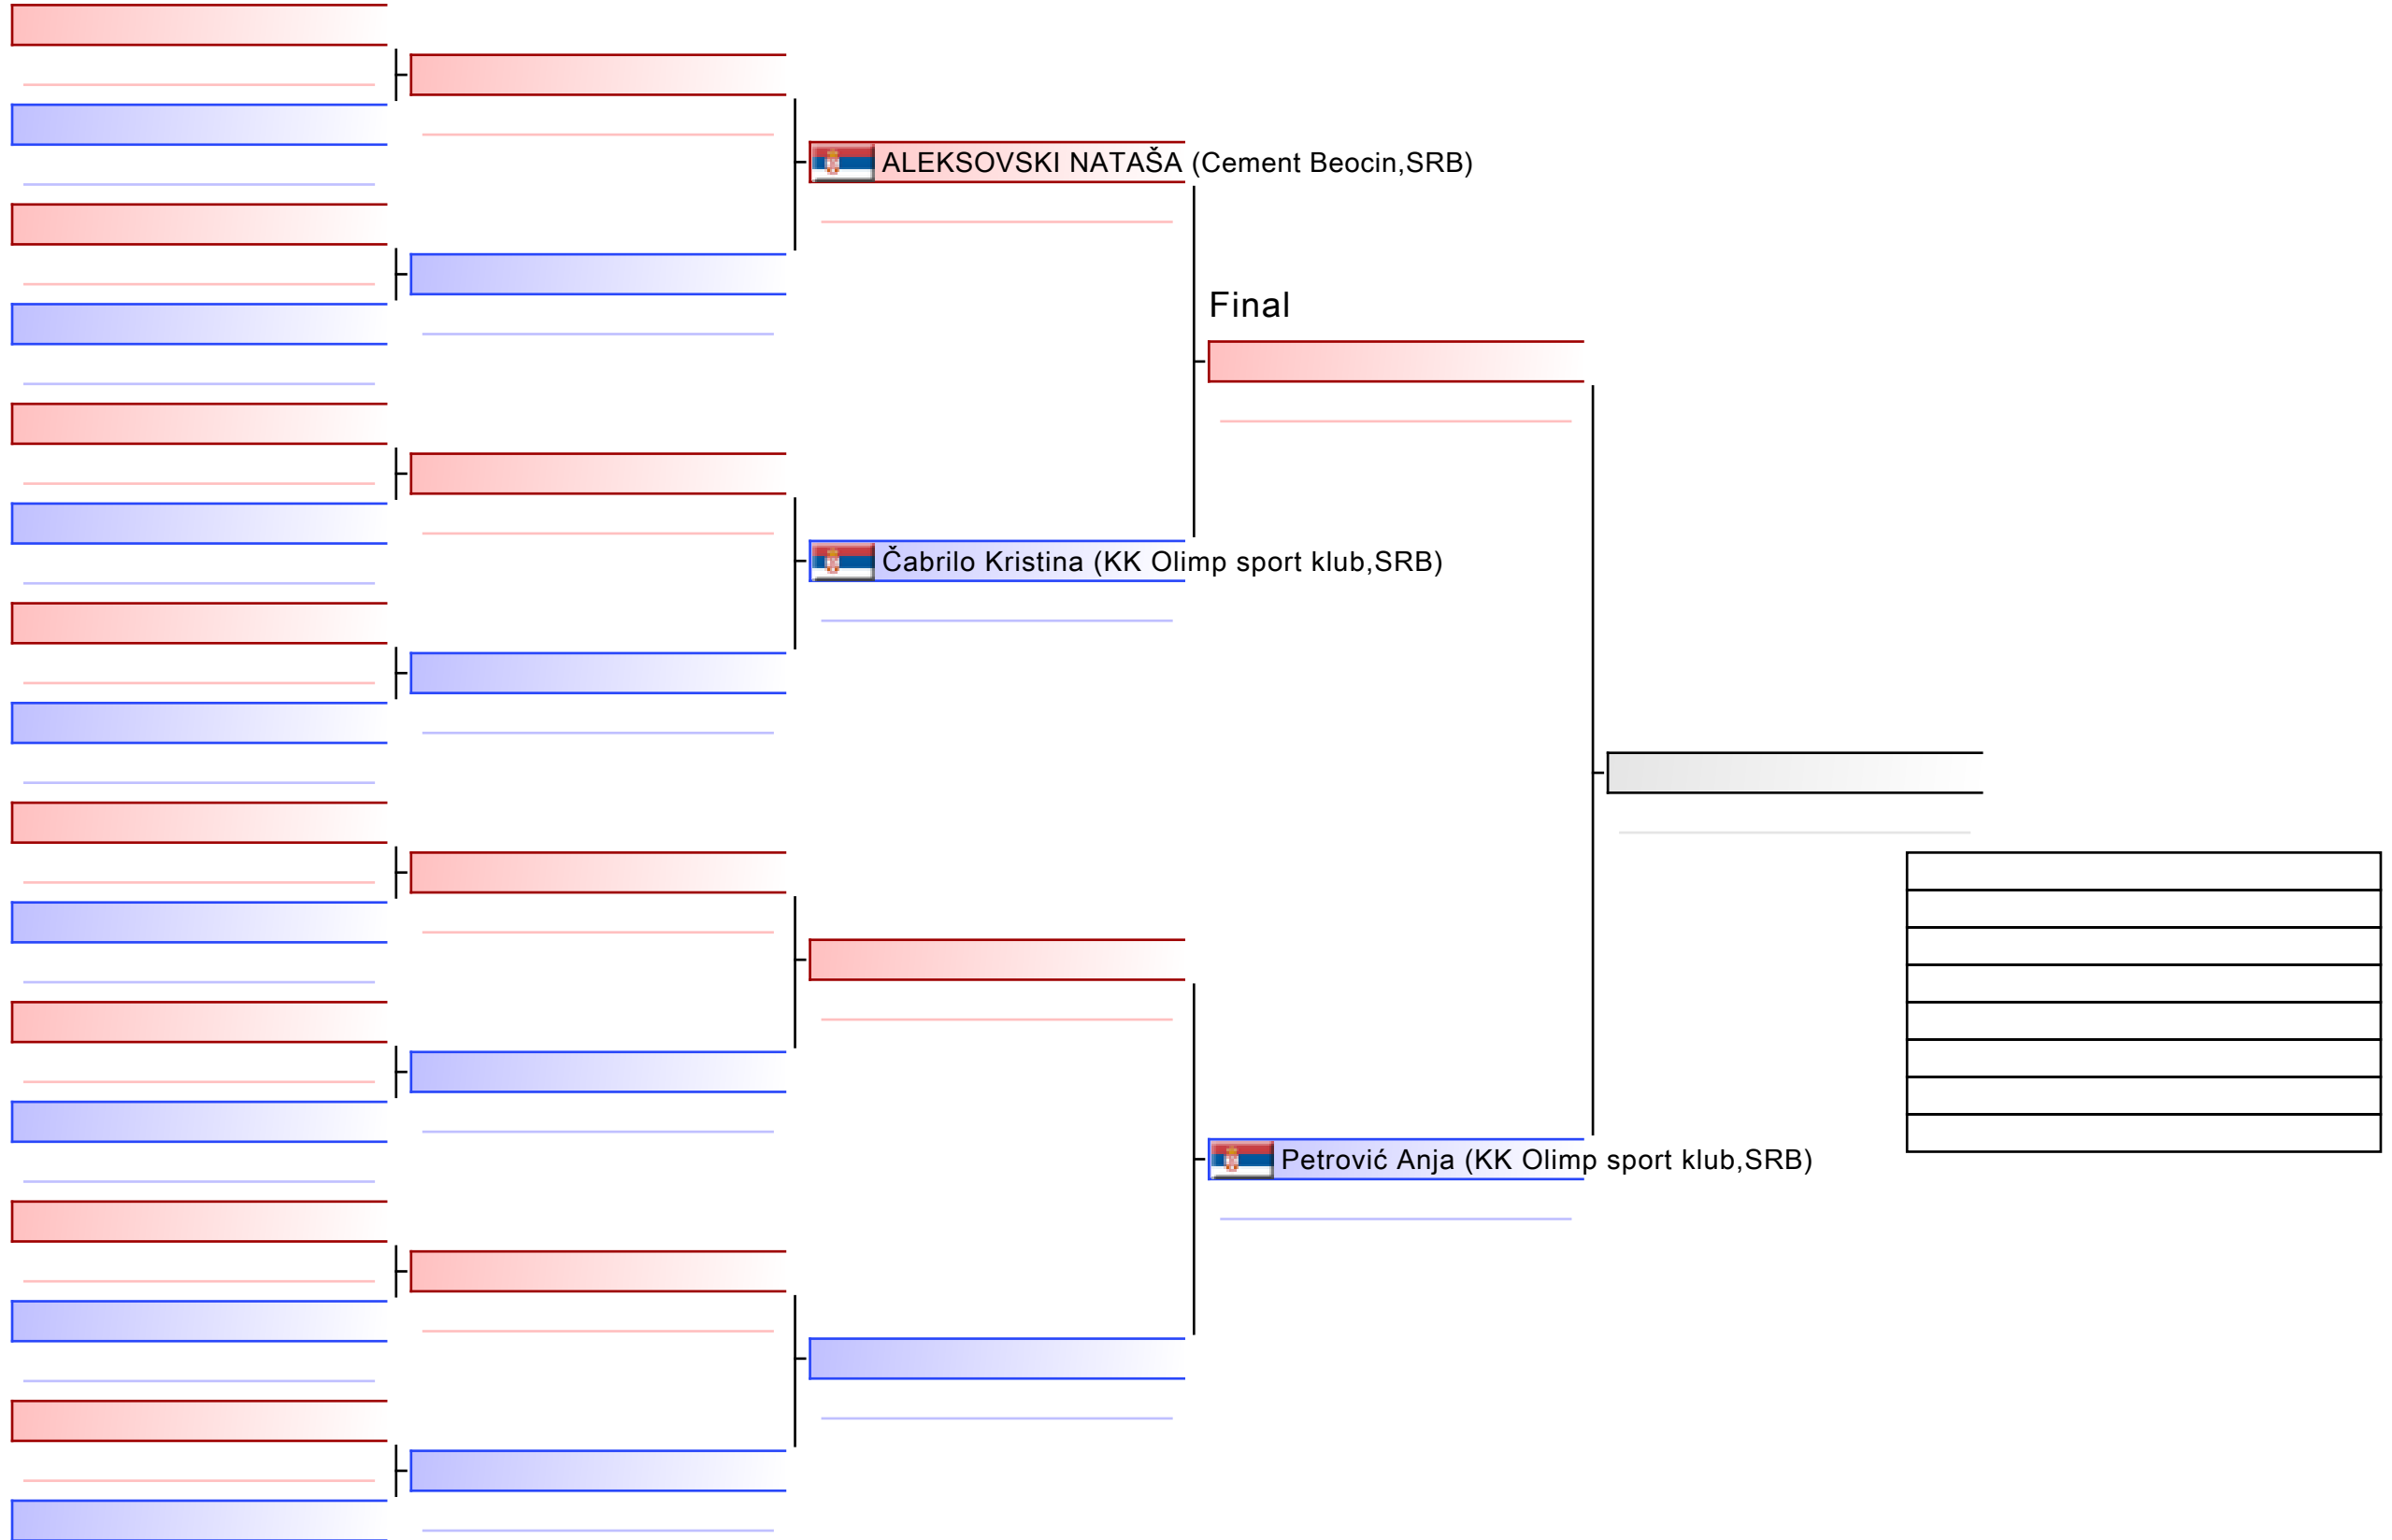 ALEKSOVSKI NATAŠA (Cement Beocin,SRB)
Final
Čabrilo Kristina (KK Olimp sport klub,SRB)
Petrović Anja (KK Olimp sport klub,SRB)